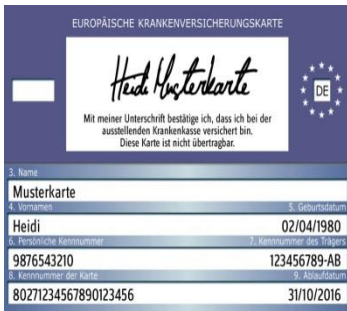 EUROPÄISCHE KRANKENVERSICHERUNGSKARTE
Heidi Musterkarte
DE
Mit meiner Unterschrift bestätige ich, dass ich bei der
ausstellenden Krankenkasse versichert bin.
Diese Karte ist nicht übertragbar.
3. Name
Musterkarte
4. Vornamen 5. Geburtsdatum
Heidi 02/04/1980
6. Persönliche Kennnummer 7. Kennnummer des Trägers
9876543210 123456789-AB
8. Kennnummer der Karte 9. Ablaufdatum
80271234567890123456 31/10/2016